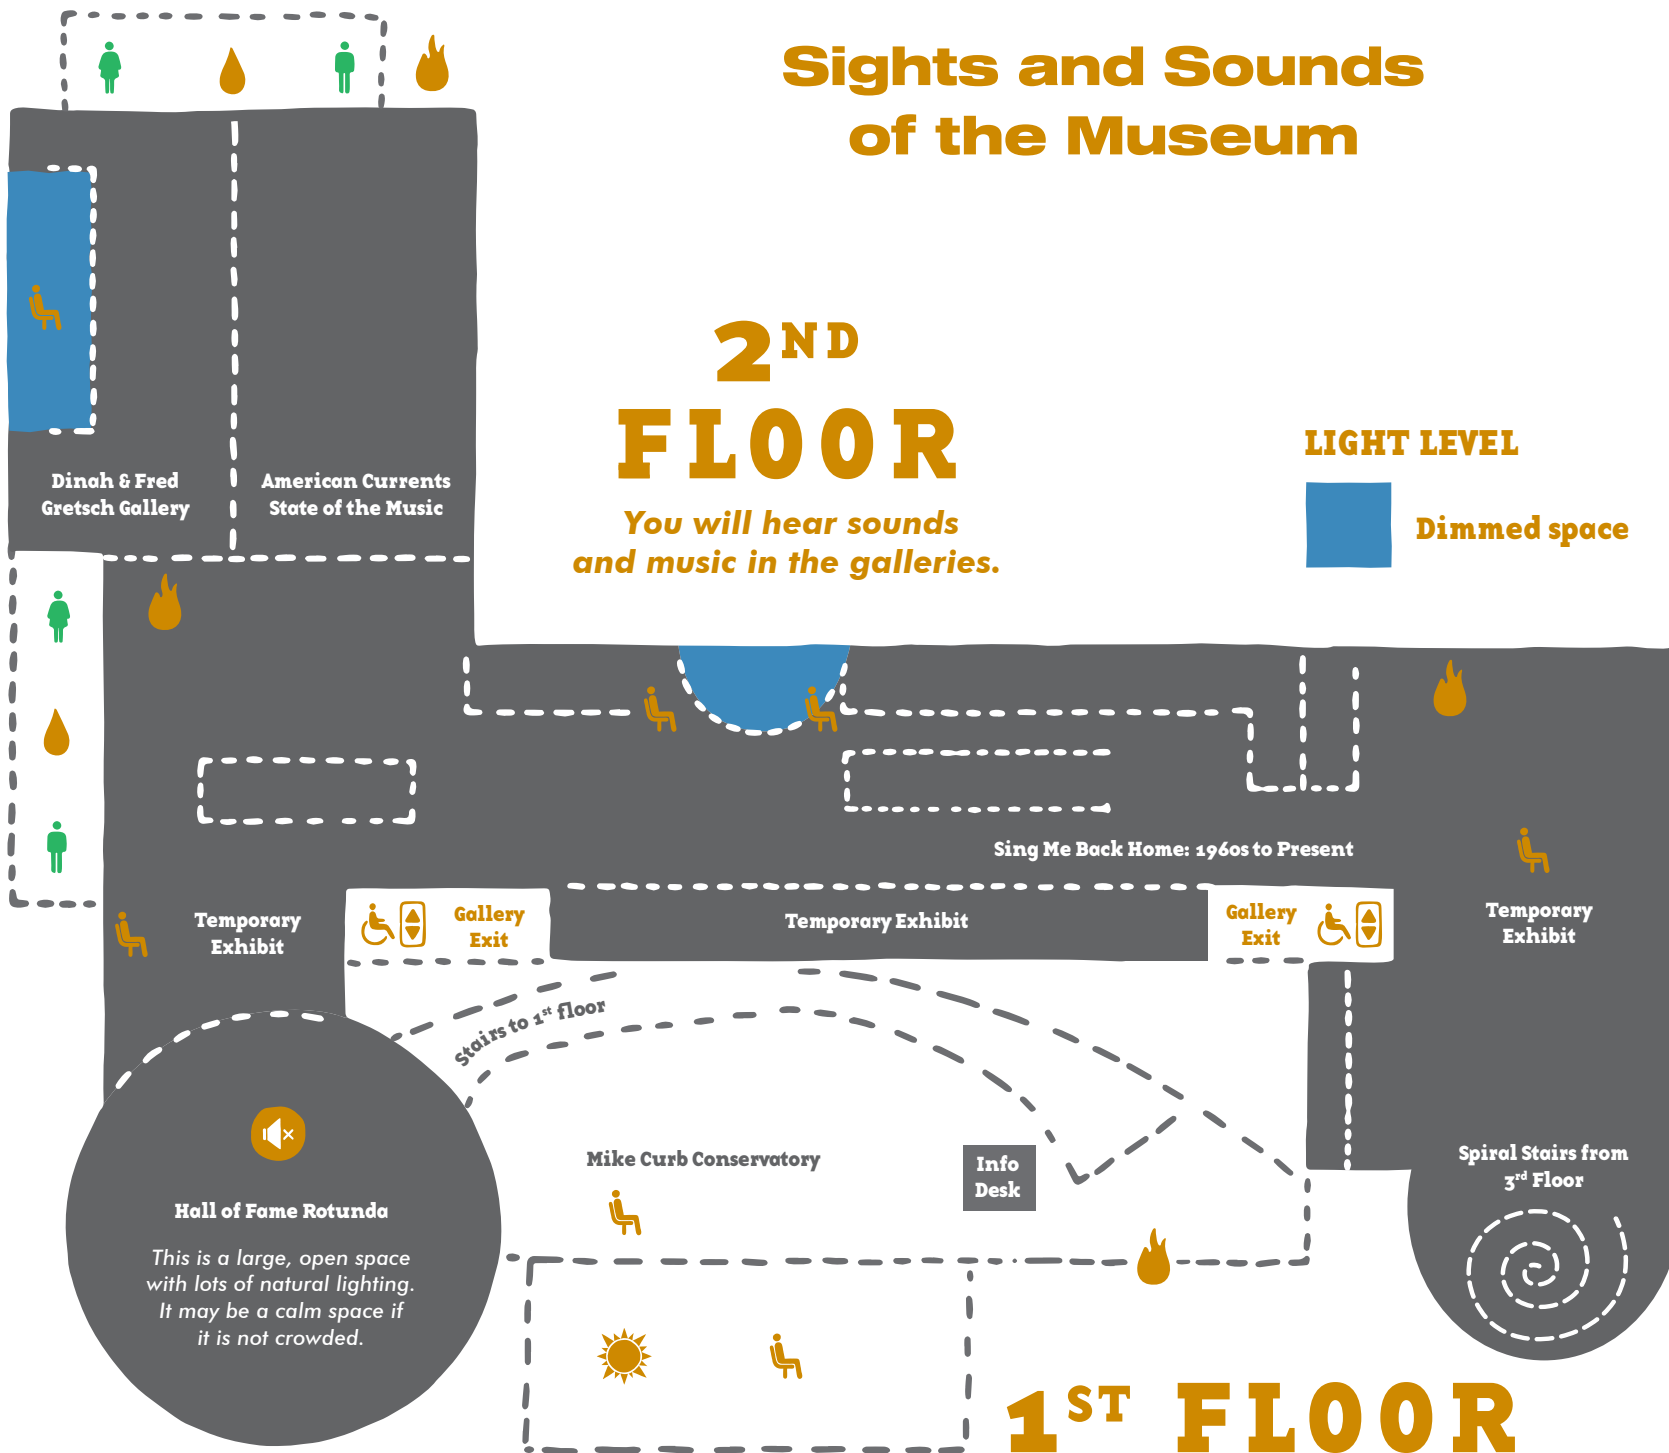 Sights and Sounds
of the Museum
2ND
FLOOR
You will hear sounds
and music in the galleries.
LIGHT LEVEL
Dimmed space
Dinah & Fred
Gretsch Gallery
American Currents
State of the Music
Sing Me Back Home: 1960s to Present
Temporary
Exhibit
Gallery
Exit
Temporary Exhibit
Gallery
Exit
Temporary
Exhibit
Stairs to 1st floor
Mike Curb Conservatory
Info
Desk
Spiral Stairs from
3rd Floor
Hall of Fame Rotunda
This is a large, open space
with lots of natural lighting.
It may be a calm space if
it is not crowded.
1ST FLOOR